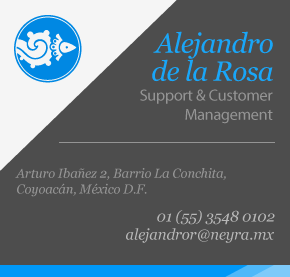 Alejandro
de la Rosa
Support & Customer
Management
Arturo Ibañez 2, Barrio La Conchita,
Coyoacán, México D.F.
01 (55) 3548 0102
alejandror@neyra.mx